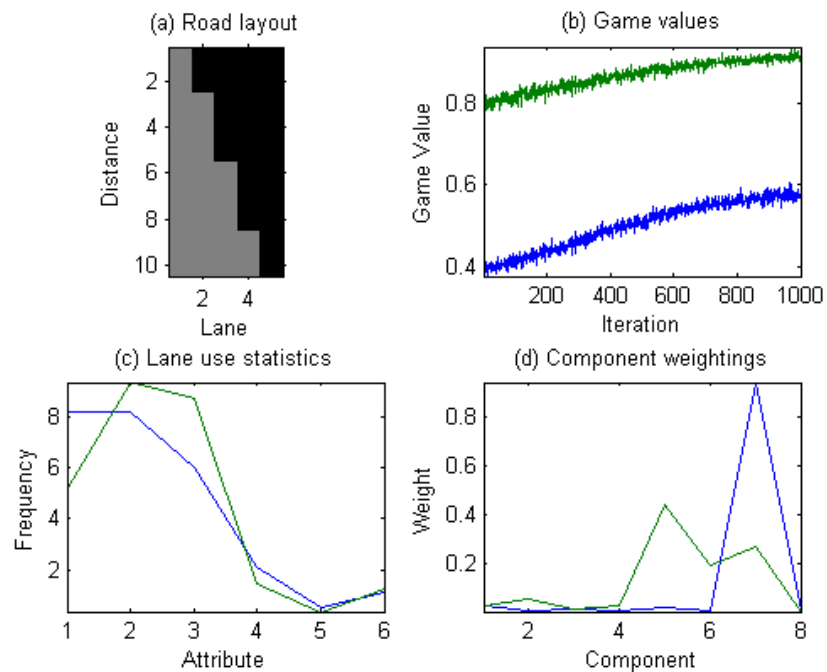 (a) Road layout
2
4
6
8
10
Distance
2 4
Lane
(b) Game values
0.8
0.6
0.4
Game Value
200 400 600 800 1000
Iteration
(c) Lane use statistics
8
6
4
2
Frequency
1 2 3 4 5 6
Attribute
(d) Component weightings
0.8
0.6
0.4
0.2
Weight
2 4 6 8
Component